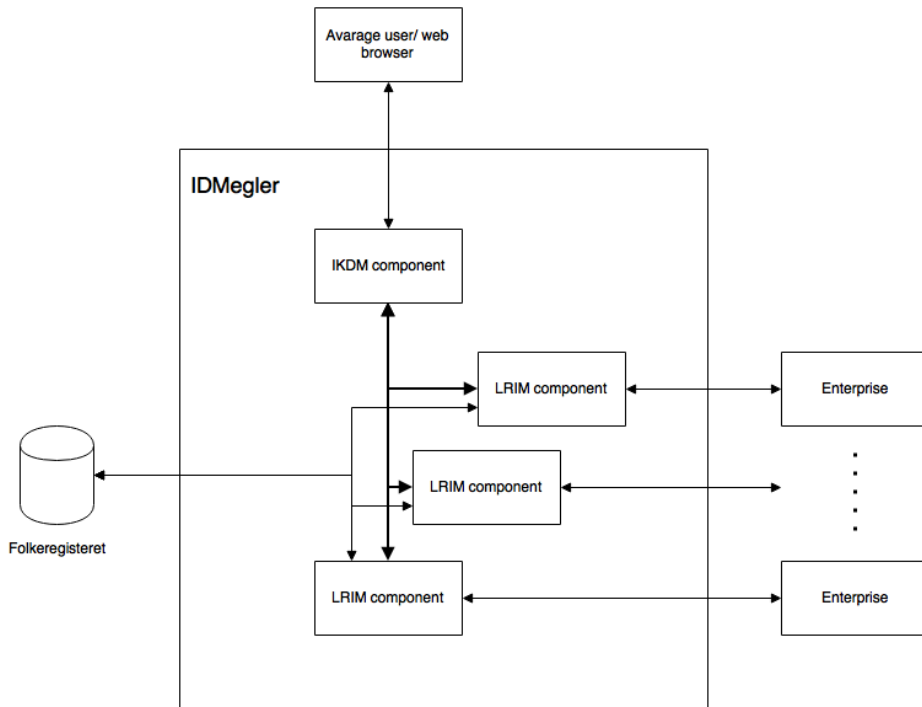 Avarage user/ web
browser
IDMegler
IKDM component
LRIM component
Enterprise
LRIM component
Folkeregisteret
LRIM component
Enterprise